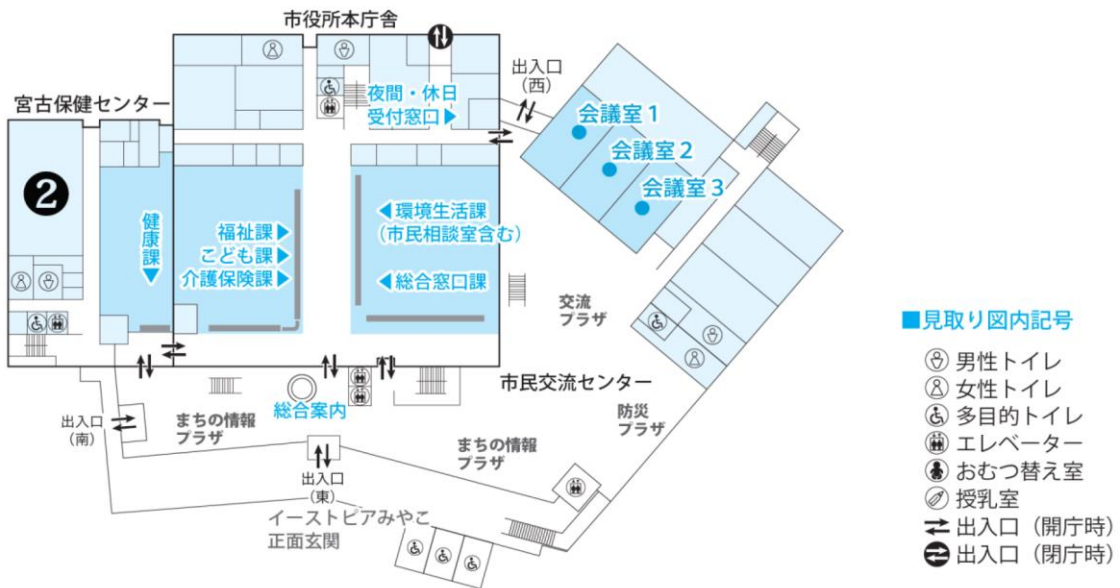 市役所本庁舎
宮古保健センター
2
健康課
夜間・休日
受付窓口
出入口
(西)
会議室1
会議室2
会議室3
福祉課
こども課
介護保険課
環境生活課
(市民相談室含む)
総合窓口課
交流
プラザ
市民交流センター
防災
プラザ
総合案内
出入口
(南)
まちの情報
プラザ
まちの情報
プラザ
出入口
(東)
イーストピアみやこ
正面玄関
■見取り図内記号
男性トイレ
女性トイレ
多目的トイレ
エレベーター
おむつ替え室
授乳室
出入口（開庁時）
出入口（閉庁時）